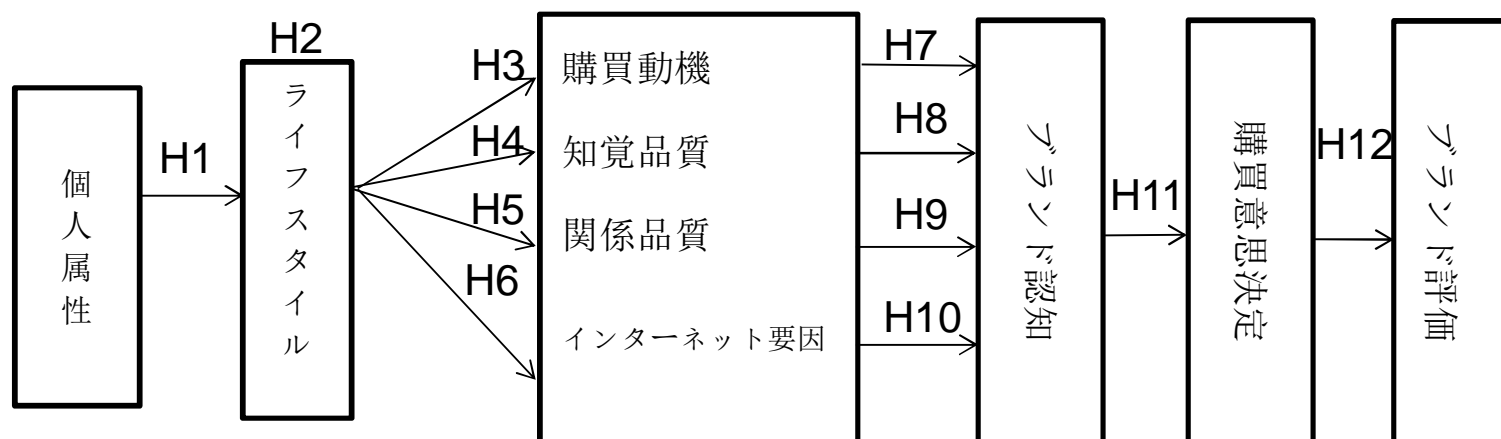 個人属性
H1
H2
ライフスタイル
H3
H4
H5
H6
購買動機
知覚品質
関係品質
インターネット要因
H7
H8
H9
H10
ブランド認知
H11
購買意思決定
H12
ブランド評価